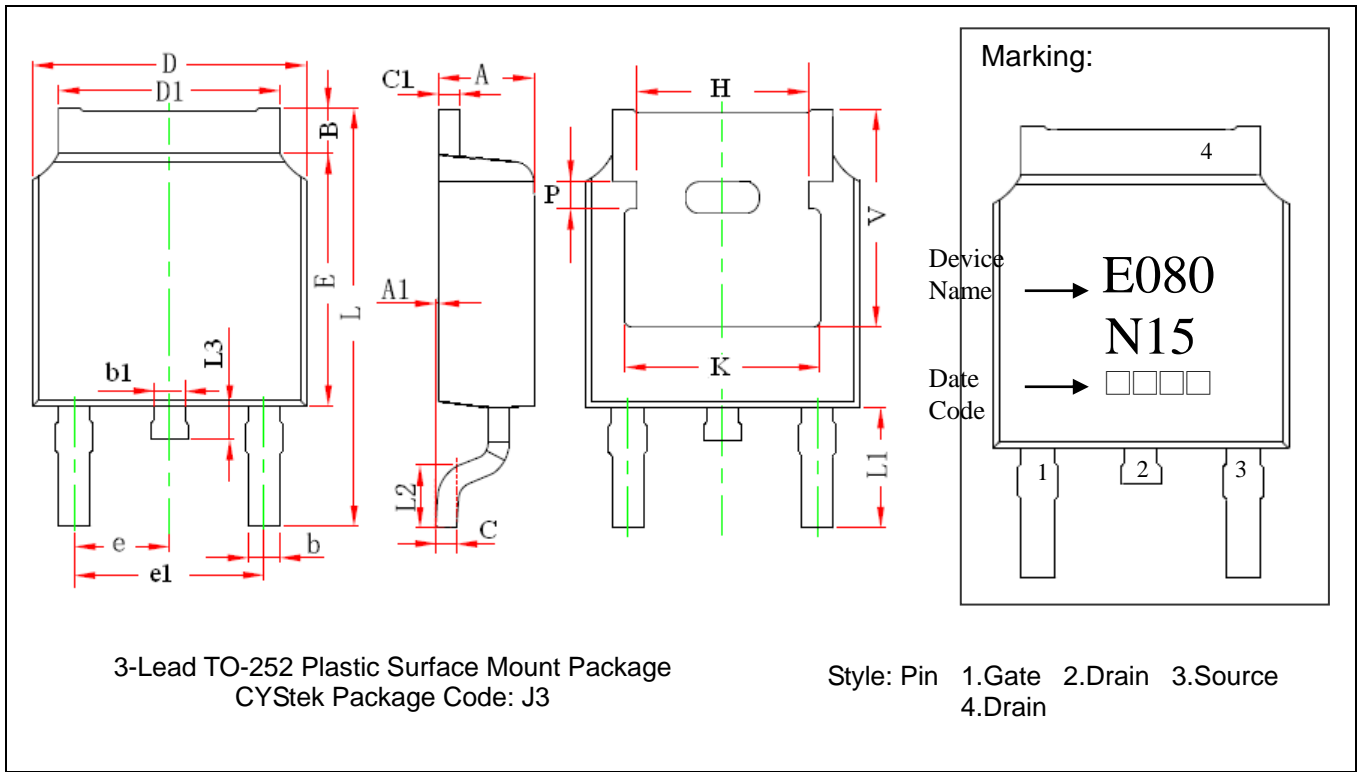 D
D1
B
E
L
L3
b1
e
e1
b
C1
A
A1
L2
C
H
P
V
K
L1
Marking:
4
Device
Name
E080
N15
Date
Code
□□□□
1
2
3
3-Lead TO-252 Plastic Surface Mount Package
CYStek Package Code: J3
Style: Pin 1.Gate 2.Drain 3.Source
4.Drain